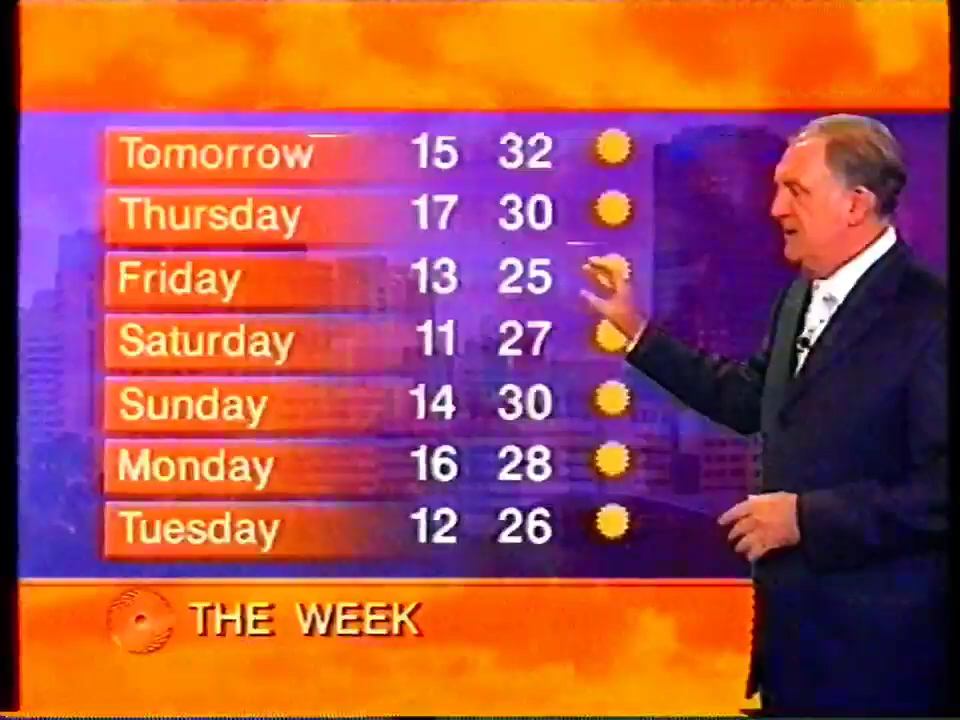 Tomorrow 15 32
Thursday 17 30
Friday 13 25
Saturday 11 27
Sunday 14 30
Monday 16 28
Tuesday 12 26
THE WEEK